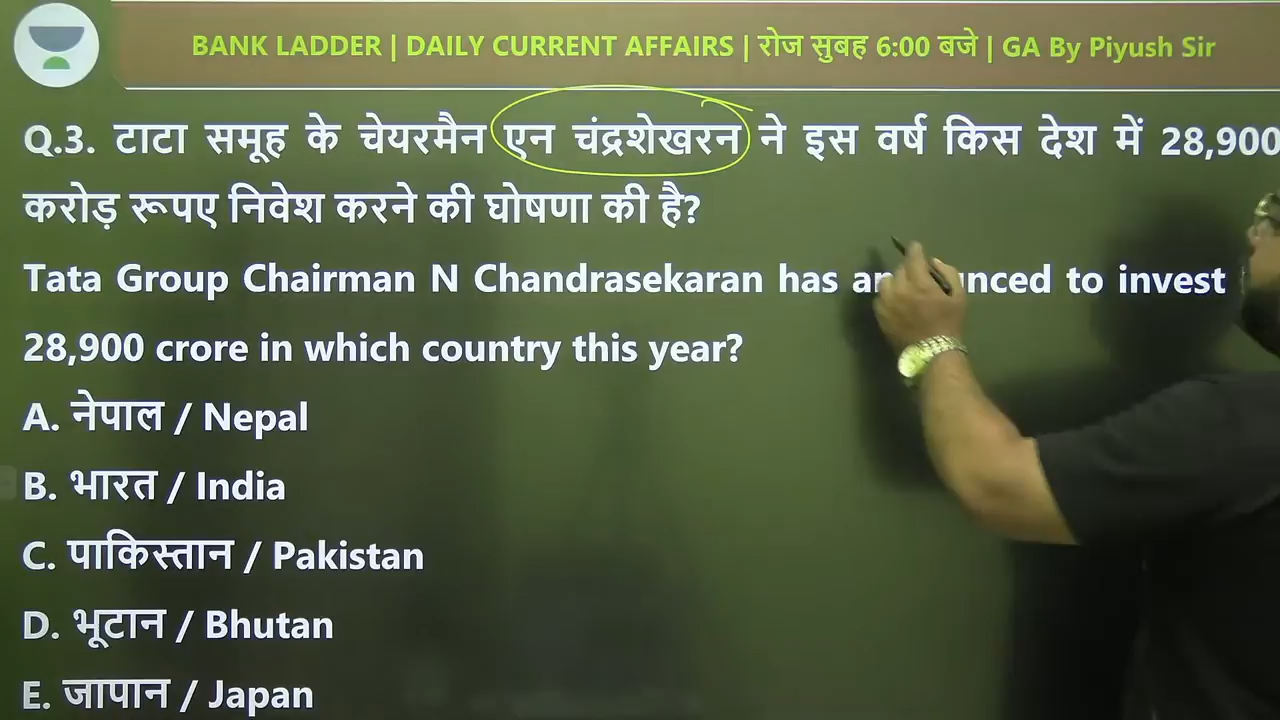 BANK LADDER | DAILY CURRENT AFFAIRS | रोज सुबह 6:00 बजे | GA By Piyush Sir
Q.3. टाटा समूह के चेयरमैन एन चंद्रशेखरन ने इस वर्ष किस देश में 28,900
करोड़ रूपए निवेश करने की घोषणा की है?
Tata Group Chairman N Chandrasekaran has to invest
28,900 crore in which country this year?
A. नेपाल / Nepal
B. भारत / India
C. पाकिस्तान / Pakistan
D. भूटान / Bhutan
E. जापान / Japan